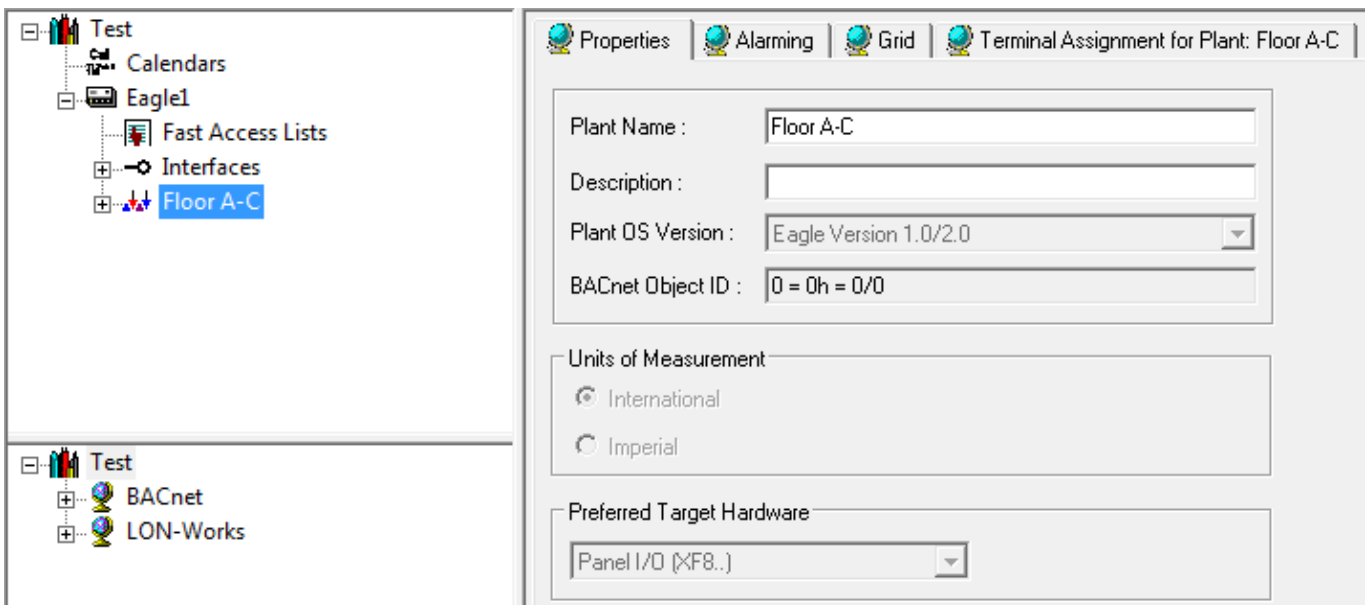 Test
Calendars
Eagle1
Fast Access Lists
Interfaces
Floor A-C
Test
BACnet
LON-Works
Properties
Alarming
Grid
Terminal Assignment for Plant: Floor A-C
Plant Name : Floor A-C
Description :
Plant OS Version : Eagle Version 1.0/2.0
BACnet Object ID : 0 = 0h = 0/0
Units of Measurement
International
Imperial
Preferred Target Hardware
Panel I/O (XF8..)